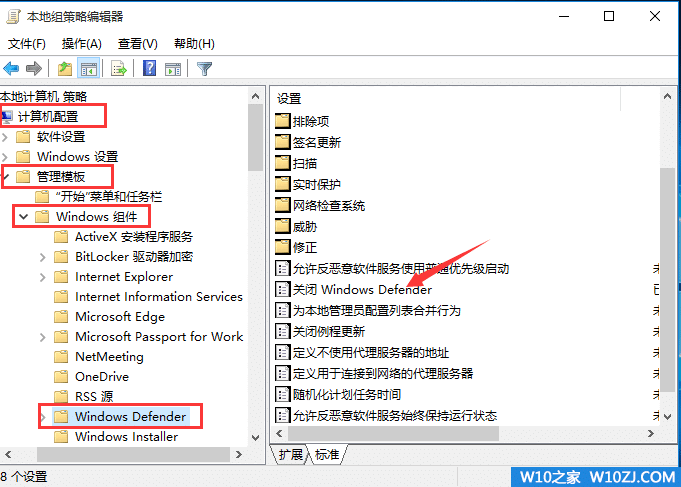 本地组策略编辑器
文件(F) 操作(A) 查看(V) 帮助(H)
本地计算机 策略
计算机配置
软件设置
Windows 设置
管理模板
“开始”菜单和任务栏
Windows 组件
ActiveX 安装程序服务
BitLocker 驱动器加密
Internet Explorer
Internet Information Services
Microsoft Edge
Microsoft Passport for Work
NetMeeting
OneDrive
RSS 源
Windows Defender
Windows Installer
设置
排除项
签名更新
扫描
实时保护
网络检查系统
威胁
修正
允许反恶意软件服务使用普通优先级启动
关闭 Windows Defender
为本地管理员配置列表合并行为
关闭例程更新
定义不使用代理服务器的地址
定义用于连接到网络的代理服务器
随机化计划任务时间
允许反恶意软件服务始终保持运行状态
扩展 标准
8 个设置
W10之家 W10ZJ.COM